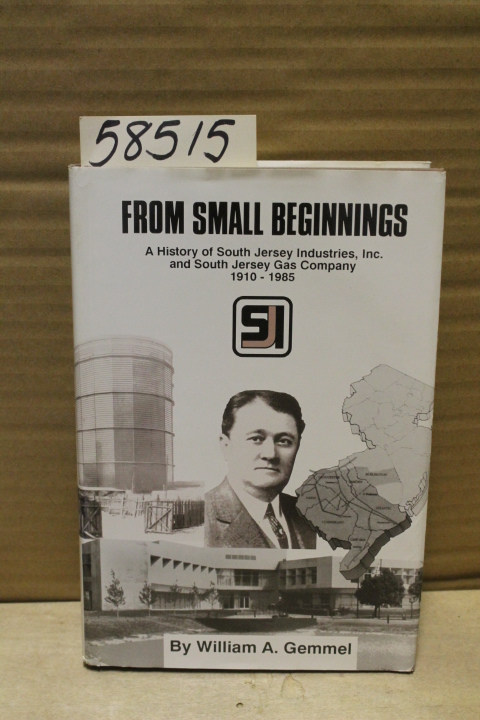 58515
FROM SMALL BEGINNINGS
A History of South Jersey Industries, Inc.
and South Jersey Gas Company
1910 - 1985
SJI
By William A. Gemmel